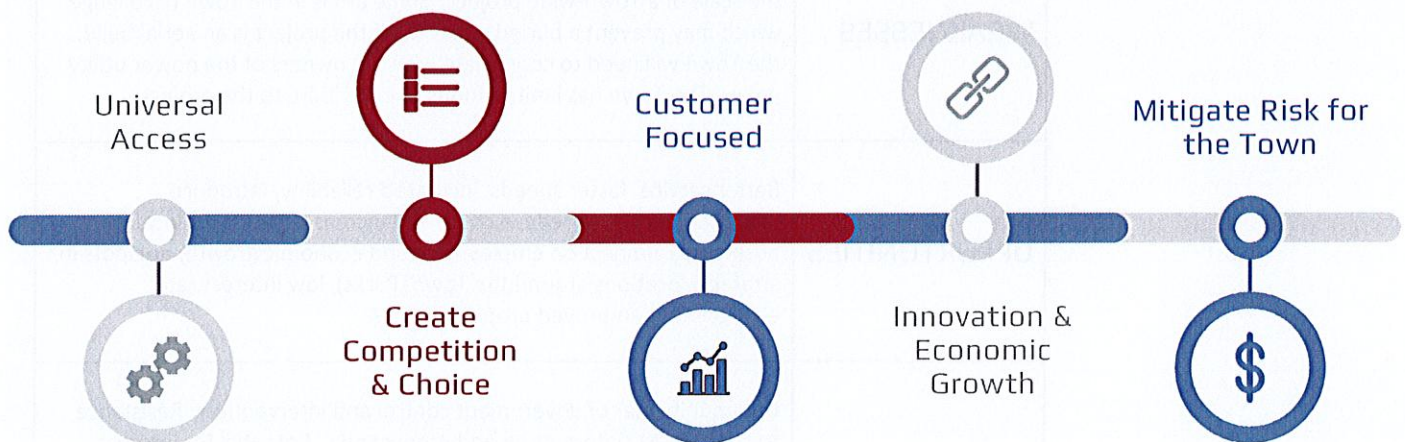 Universal
Access
Create
Competition
& Choice
Customer
Focused
Innovation &
Economic
Growth
Mitigate Risk for
the Town
$